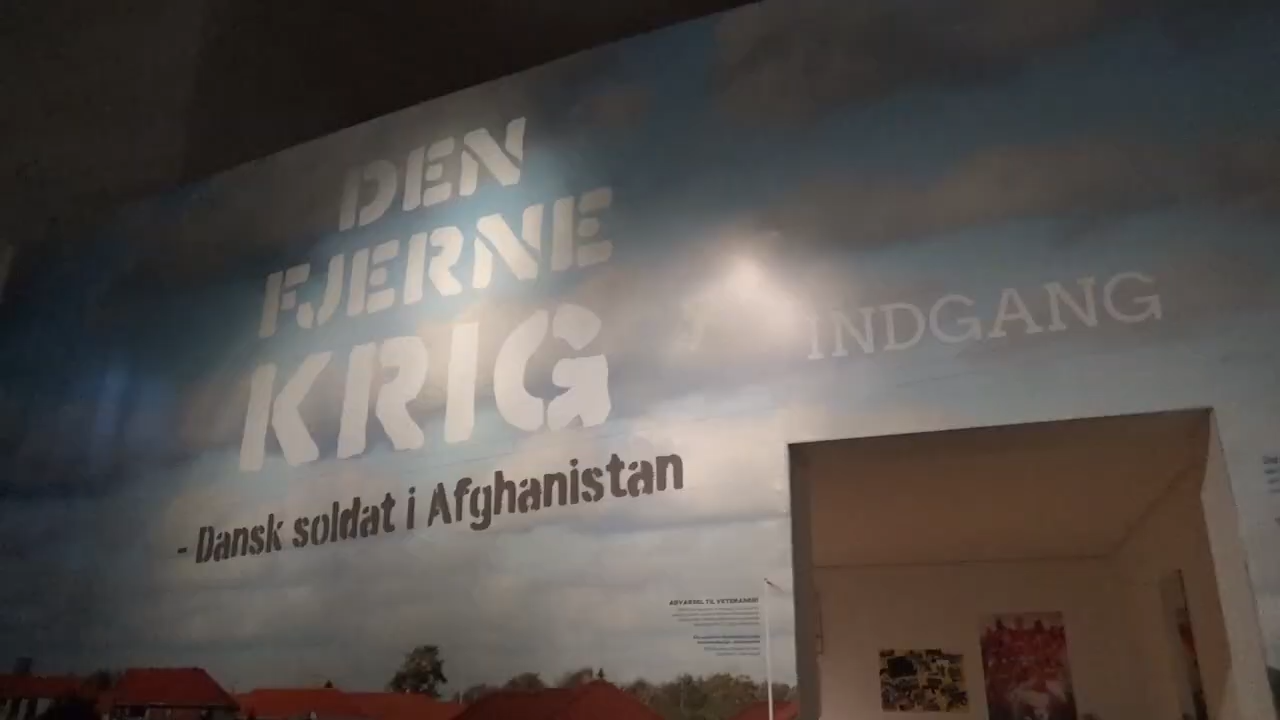 DEN
FJERNE
KRIG
- Dansk soldat i Afghanistan
INDGANG
ADVARSEL TIL VETERANER!